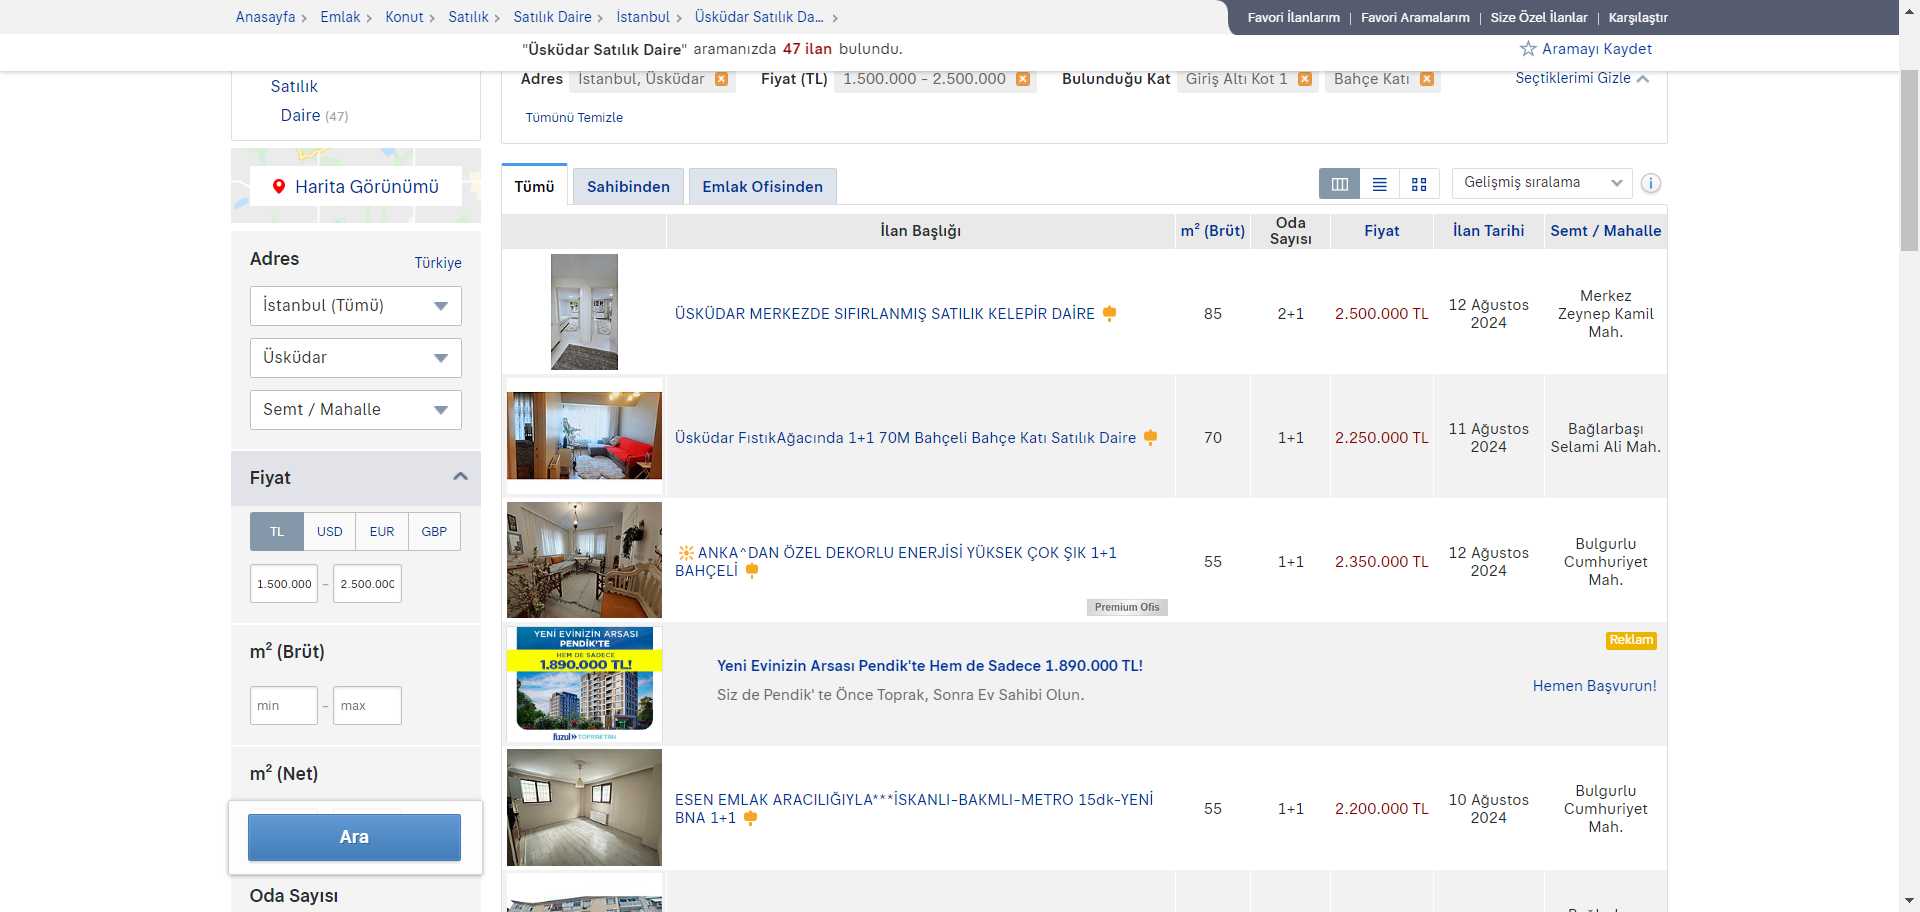 Anasayfa > Emlak > Konut > Satılık > Satılık Daire > İstanbul > Üsküdar Satılık Da... >
Favori İlanlarım | Favori Aramalarım | Size Özel İlanlar | Karşılaştır
"Üsküdar Satılık Daire" aramanızda 47 ilan bulundu.
Aramayı Kaydet
Adres İstanbul, Üsküdar Fiyat (TL) 1.500.000 - 2.500.000 Bulunduğu Kat Giriş Altı Kot 1 Bahçe Katı
Seçtiklerimi Gizle
Tümünü Temizle
Satılık
Daire (47)
Harita Görünümü
Adres
Türkiye
İstanbul (Tümü)
Üsküdar
Semt / Mahalle
Fiyat
TL USD EUR GBP
1.500.000 - 2.500.000
m² (Brüt)
min - max
m² (Net)
Ara
Oda Sayısı
Tümü Sahibinden Emlak Ofisinden
Gelişmiş sıralama
İlan Başlığı
m² (Brüt)
Oda
Sayısı
Fiyat
İlan Tarihi
Semt / Mahalle
ÜSKÜDAR MERKEZDE SIFIRLANMIŞ SATILIK KELEPİR DAİRE
85
2+1
2.500.000 TL
12 Ağustos
2024
Merkez
Zeynep Kamil
Mah.
Üsküdar FıstıkAğacında 1+1 70M Bahçeli Bahçe Katı Satılık Daire
70
1+1
2.250.000 TL
11 Ağustos
2024
Bağlarbaşı
Selami Ali Mah.
ANKA^DAN ÖZEL DEKORLU ENERJİSİ YÜKSEK ÇOK ŞIK 1+1
BAHÇELİ
Premium Ofis
55
1+1
2.350.000 TL
12 Ağustos
2024
Bulgurlu
Cumhuriyet
Mah.
YENİ EVİNİZİN ARSASI
PENDİK'TE
HEM DE SADECE
1.890.000 TL!
fuzul TOPRAKTAN
Yeni Evinizin Arsası Pendik'te Hem de Sadece 1.890.000 TL!
Siz de Pendik' te Önce Toprak, Sonra Ev Sahibi Olun.
Reklam
Hemen Başvurun!
ESEN EMLAK ARACILIĞIYLA***İSKANLI-BAKMLI-METRO 15dk-YENİ
BNA 1+1
55
1+1
2.200.000 TL
10 Ağustos
2024
Bulgurlu
Cumhuriyet
Mah.